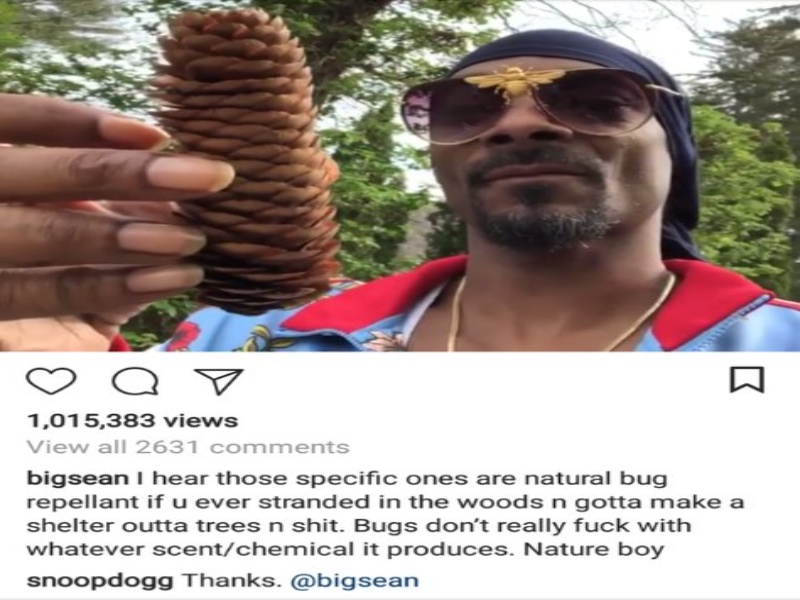 1,015,383 views
View all 2631 comments
bigsean I hear those specific ones are natural bug
repellant if u ever stranded in the woods n gotta make a
shelter outta trees n shit. Bugs don't really fuck with
whatever scent/chemical it produces. Nature boy
snoopdogg Thanks. @bigsean